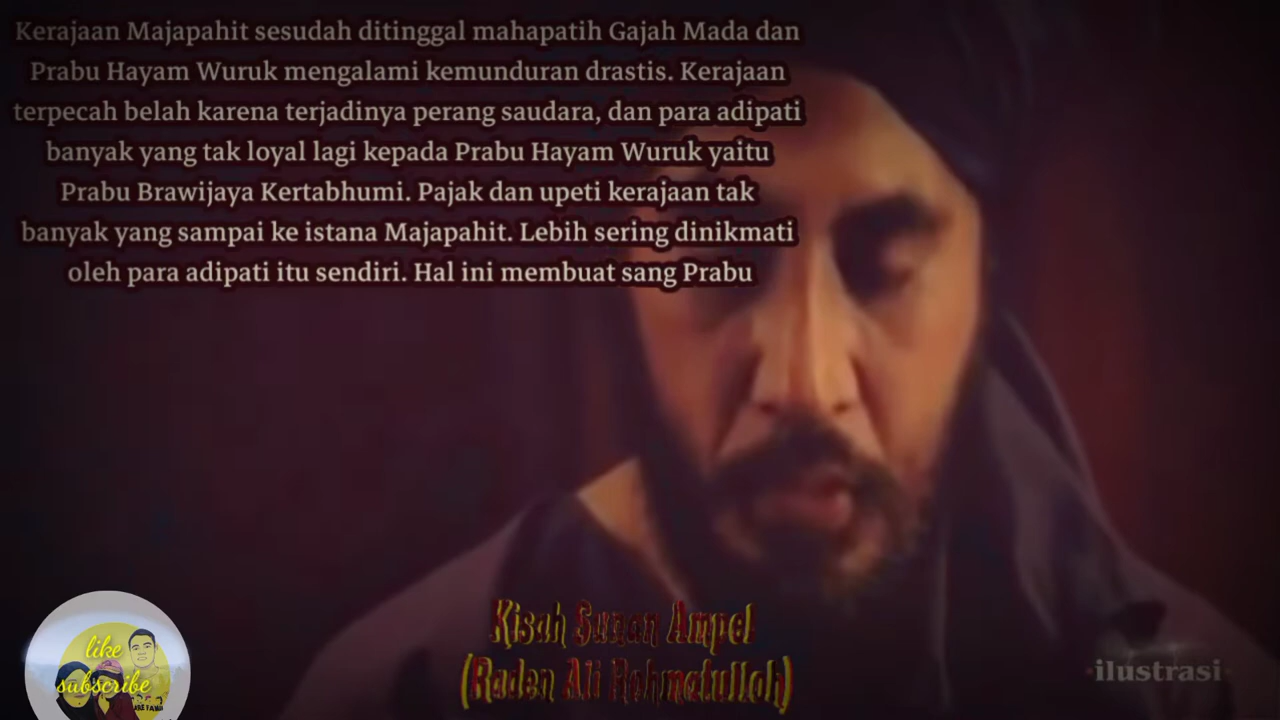 Kerajaan Majapahit sesudah ditinggal mahapatih Gajah Mada dan
Prabu Hayam Wuruk mengalami kemunduran drastis. Kerajaan
terpecah belah karena terjadinya perang saudara, dan para adipati
banyak yang tak loyal lagi kepada Prabu Hayam Wuruk yaitu
Prabu Brawijaya Kertabhumi. Pajak dan upeti kerajaan tak
banyak yang sampai ke istana Majapahit. Lebih sering dinikmati
oleh para adipati itu sendiri. Hal ini membuat sang Prabu
Kisah Sunan Ampel
(Raden Ali Rohmatulloh)
like
subscribe
ilustrasi